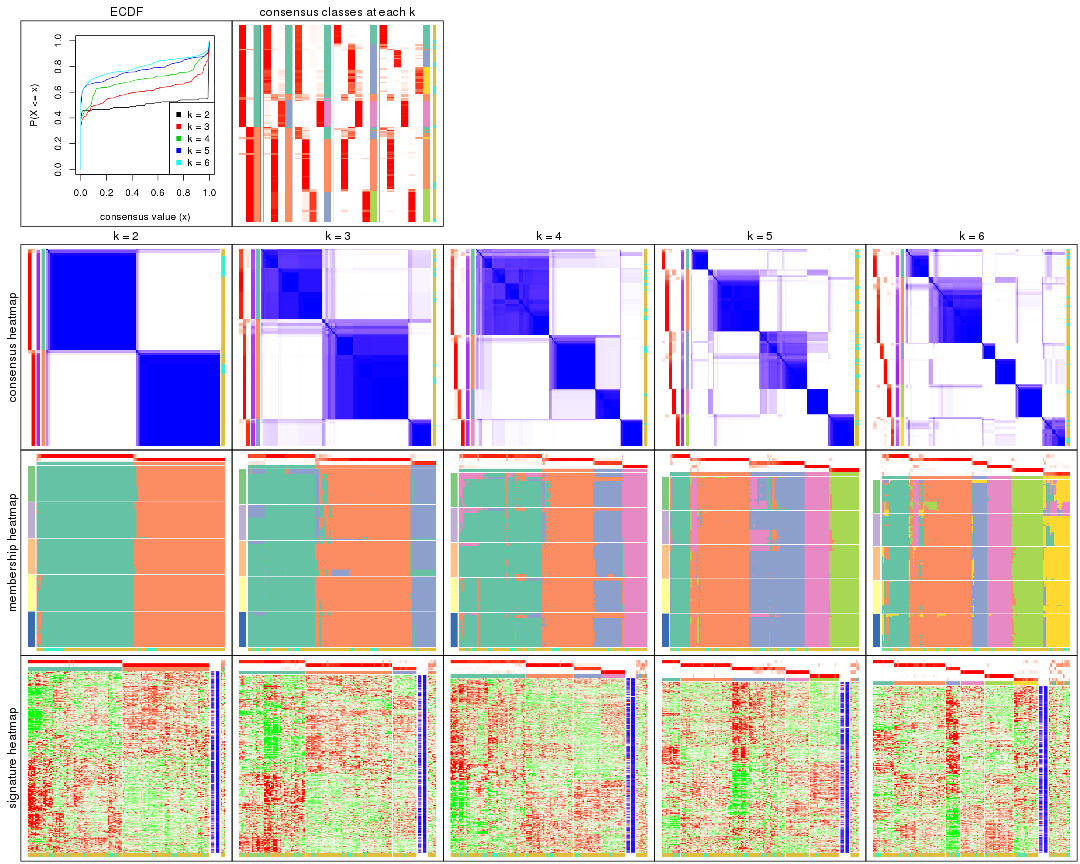 ECDF
consensus classes at each k
P(X <= x)
0.0 0.2 0.4 0.6 0.8 1.0
k = 2
k = 3
k = 4
k = 5
k = 6
0.0 0.2 0.4 0.6 0.8 1.0
consensus value (x)
k = 2
k = 3
k = 4
k = 5
k = 6
consensus heatmap
membership heatmap
signature heatmap